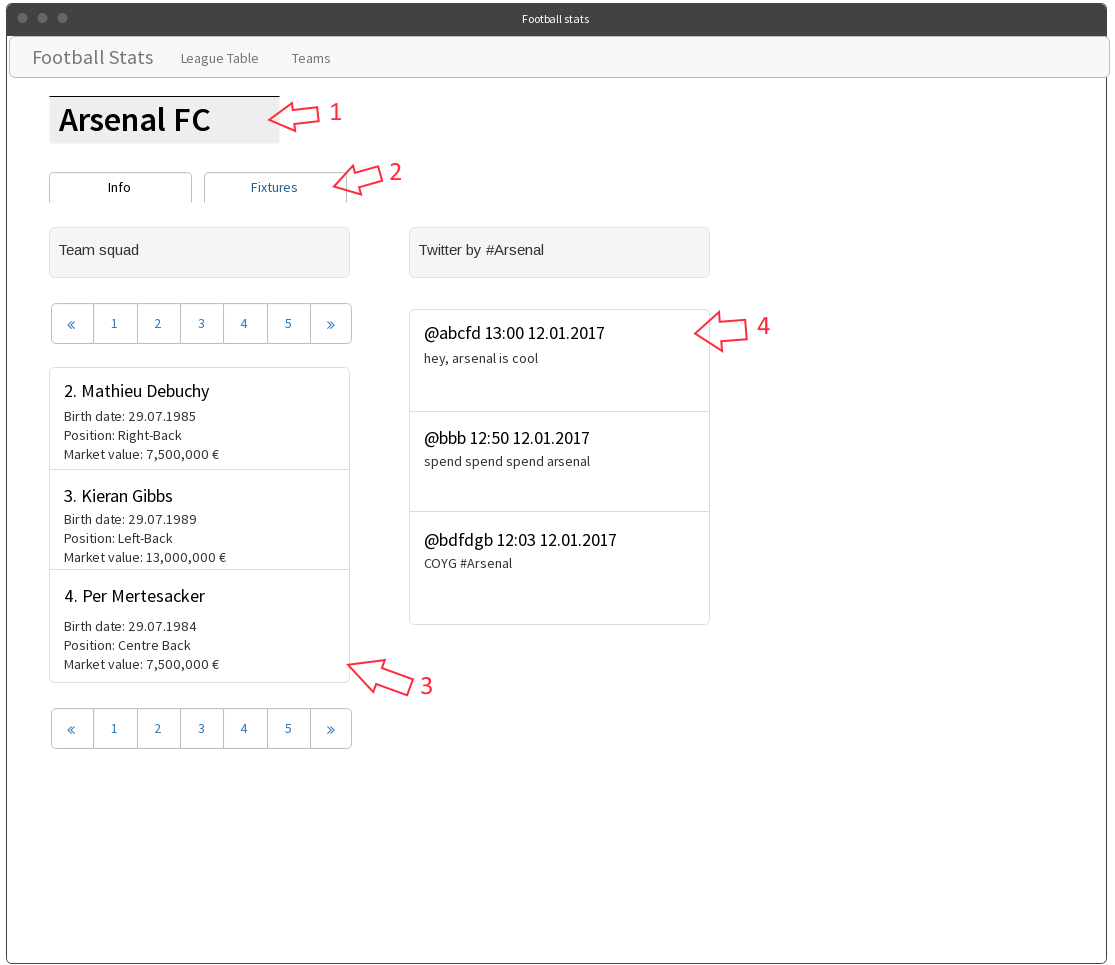 Football stats
Football Stats League Table Teams
Arsenal FC 1
Info Fixtures 2
Team squad
« 1 2 3 4 5 »
2. Mathieu Debuchy
Birth date: 29.07.1985
Position: Right-Back
Market value: 7,500,000 €
3. Kieran Gibbs
Birth date: 29.07.1989
Position: Left-Back
Market value: 13,000,000 €
4. Per Mertesacker
Birth date: 29.07.1984
Position: Centre Back
Market value: 7,500,000 €
3
« 1 2 3 4 5 »
Twitter by #Arsenal
@abcfd 13:00 12.01.2017 4
hey, arsenal is cool
@bbb 12:50 12.01.2017
spend spend spend arsenal
@bdfdgb 12:03 12.01.2017
COYG #Arsenal